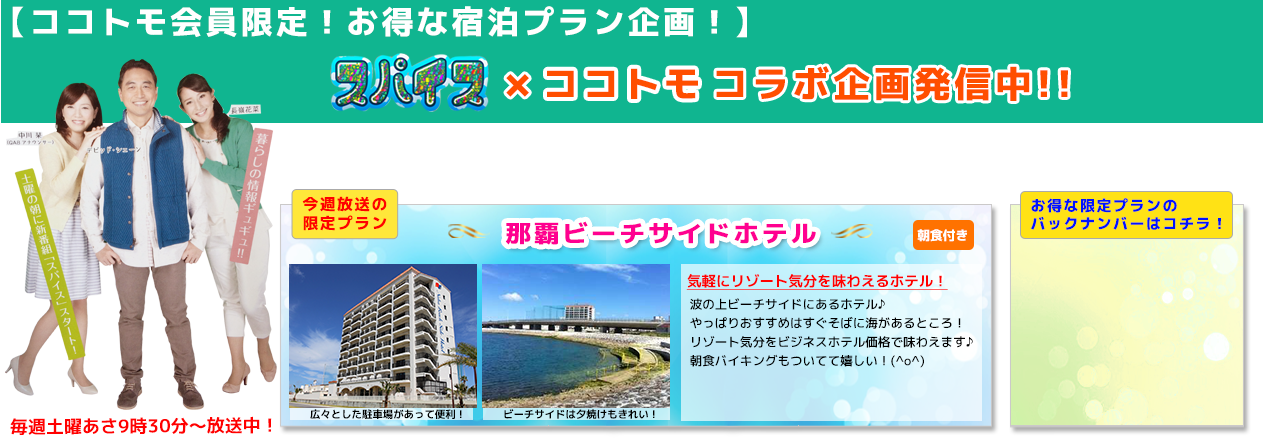 【ココトモ会員限定！お得な宿泊プラン企画！】
スパイス × ココトモ コラボ企画発信中!!
中川 栞
デビッド・シェーン
長嶺花菜
土曜の朝に新番組「スパイス」スタート！
暮らしの情報ギュギュ!!
毎週土曜あさ9時30分～放送中！
今週放送の
限定プラン
那覇ビーチサイドホテル
朝食付き
広々とした駐車場があって便利！
ビーチサイドは夕焼けもきれい！
気軽にリゾート気分を味わえるホテル！
波の上ビーチサイドにあるホテル♪
やっぱりおすすめはすぐそばに海があるところ！
リゾート気分をビジネスホテル価格で味わえます♪
朝食バイキングもついてて嬉しい！(^o^)
お得な限定プランの
バックナンバーはコチラ！